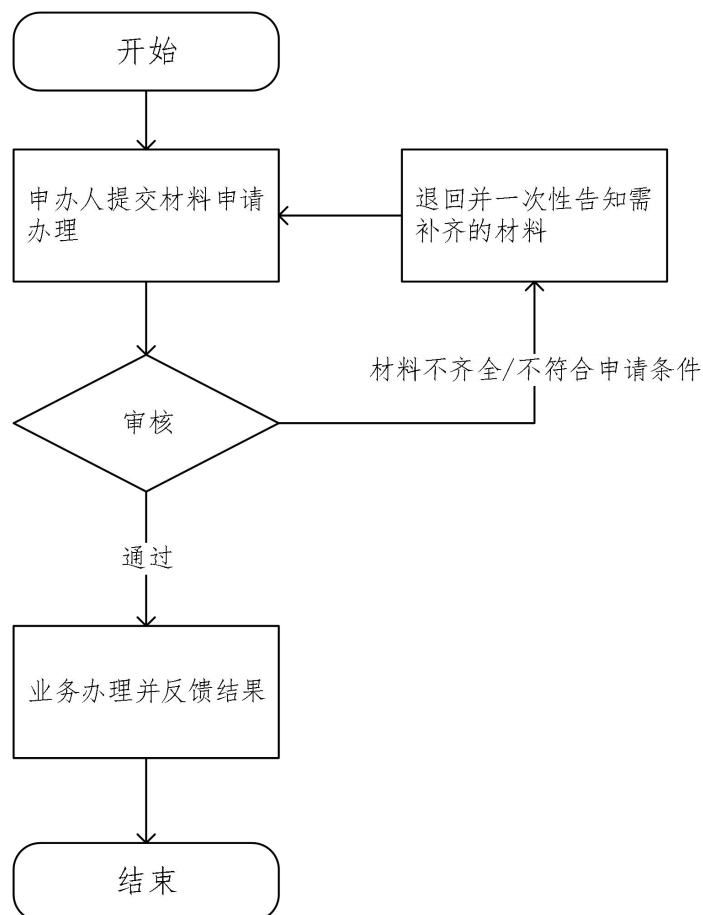 开始
申办人提交材料申请
办理
退回并一次性告知需
补齐的材料
材料不齐全/不符合申请条件
审核
通过
业务办理并反馈结果
结束